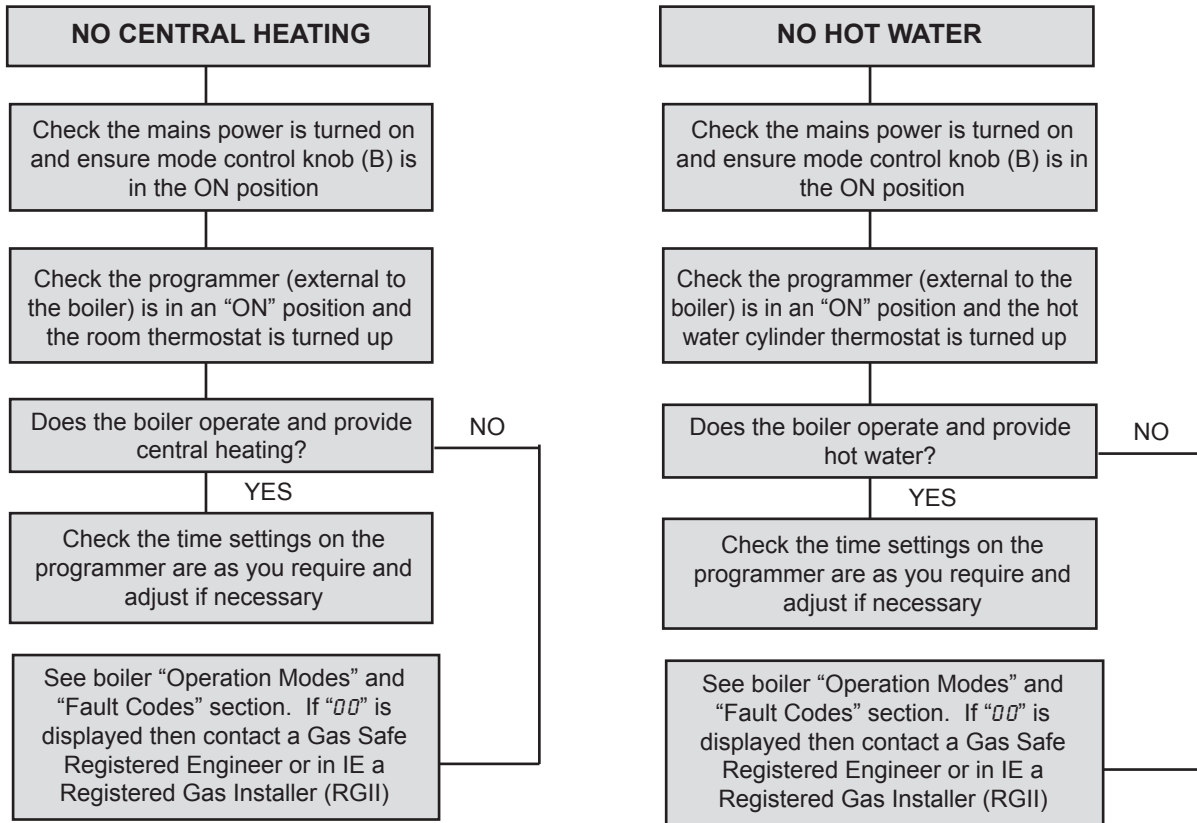 NO CENTRAL HEATING
Check the mains power is turned on
and ensure mode control knob (B) is
in the ON position
Check the programmer (external to
the boiler) is in an “ON” position and
the room thermostat is turned up
Does the boiler operate and provide
central heating?
NO
YES
Check the time settings on the
programmer are as you require and
adjust if necessary
See boiler “Operation Modes” and
“Fault Codes” section.  If “00” is
displayed then contact a Gas Safe
Registered Engineer or in IE a
Registered Gas Installer (RGII)
NO HOT WATER
Check the mains power is turned on
and ensure mode control knob (B) is in
the ON position
Check the programmer (external to the
boiler) is in an “ON” position and the hot
water cylinder thermostat is turned up
Does the boiler operate and provide
hot water?
NO
YES
Check the time settings on the
programmer are as you require and
adjust if necessary
See boiler “Operation Modes” and
“Fault Codes” section.  If “00” is
displayed then contact a Gas Safe
Registered Engineer or in IE a
Registered Gas Installer (RGII)